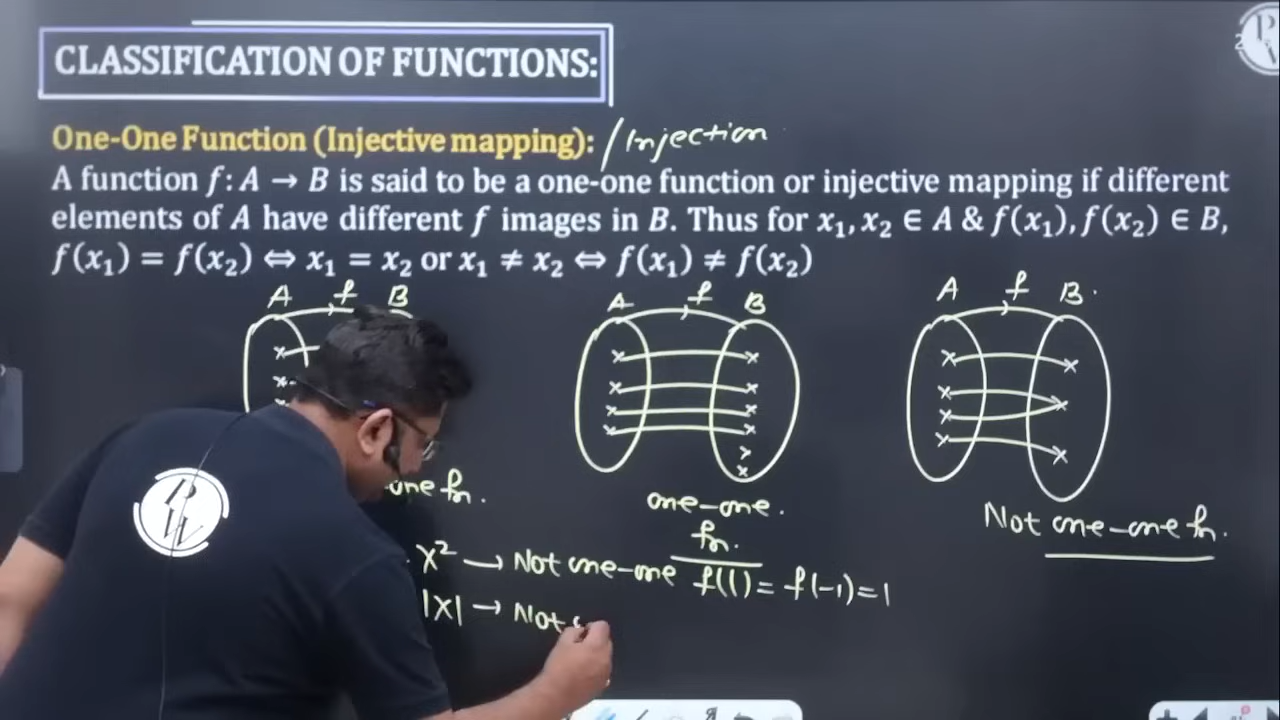 CLASSIFICATION OF FUNCTIONS:
One-One Function (Injective mapping): /Injection
A function f: A → B is said to be a one-one function or injective mapping if different
elements of A have different f images in B. Thus for x₁, x₂ ∈ A & f(x₁), f(x₂) ∈ B,
f(x₁) = f(x₂) ⇔ x₁ = x₂ or x₁ ≠ x₂ ⇔ f(x₁) ≠ f(x₂)
A f B
A f B
A f B.
one fn.
one-one.
fn.
Not one-one fn.
x² → Not one-one f(1) = f(-1) = 1
|x| → Not